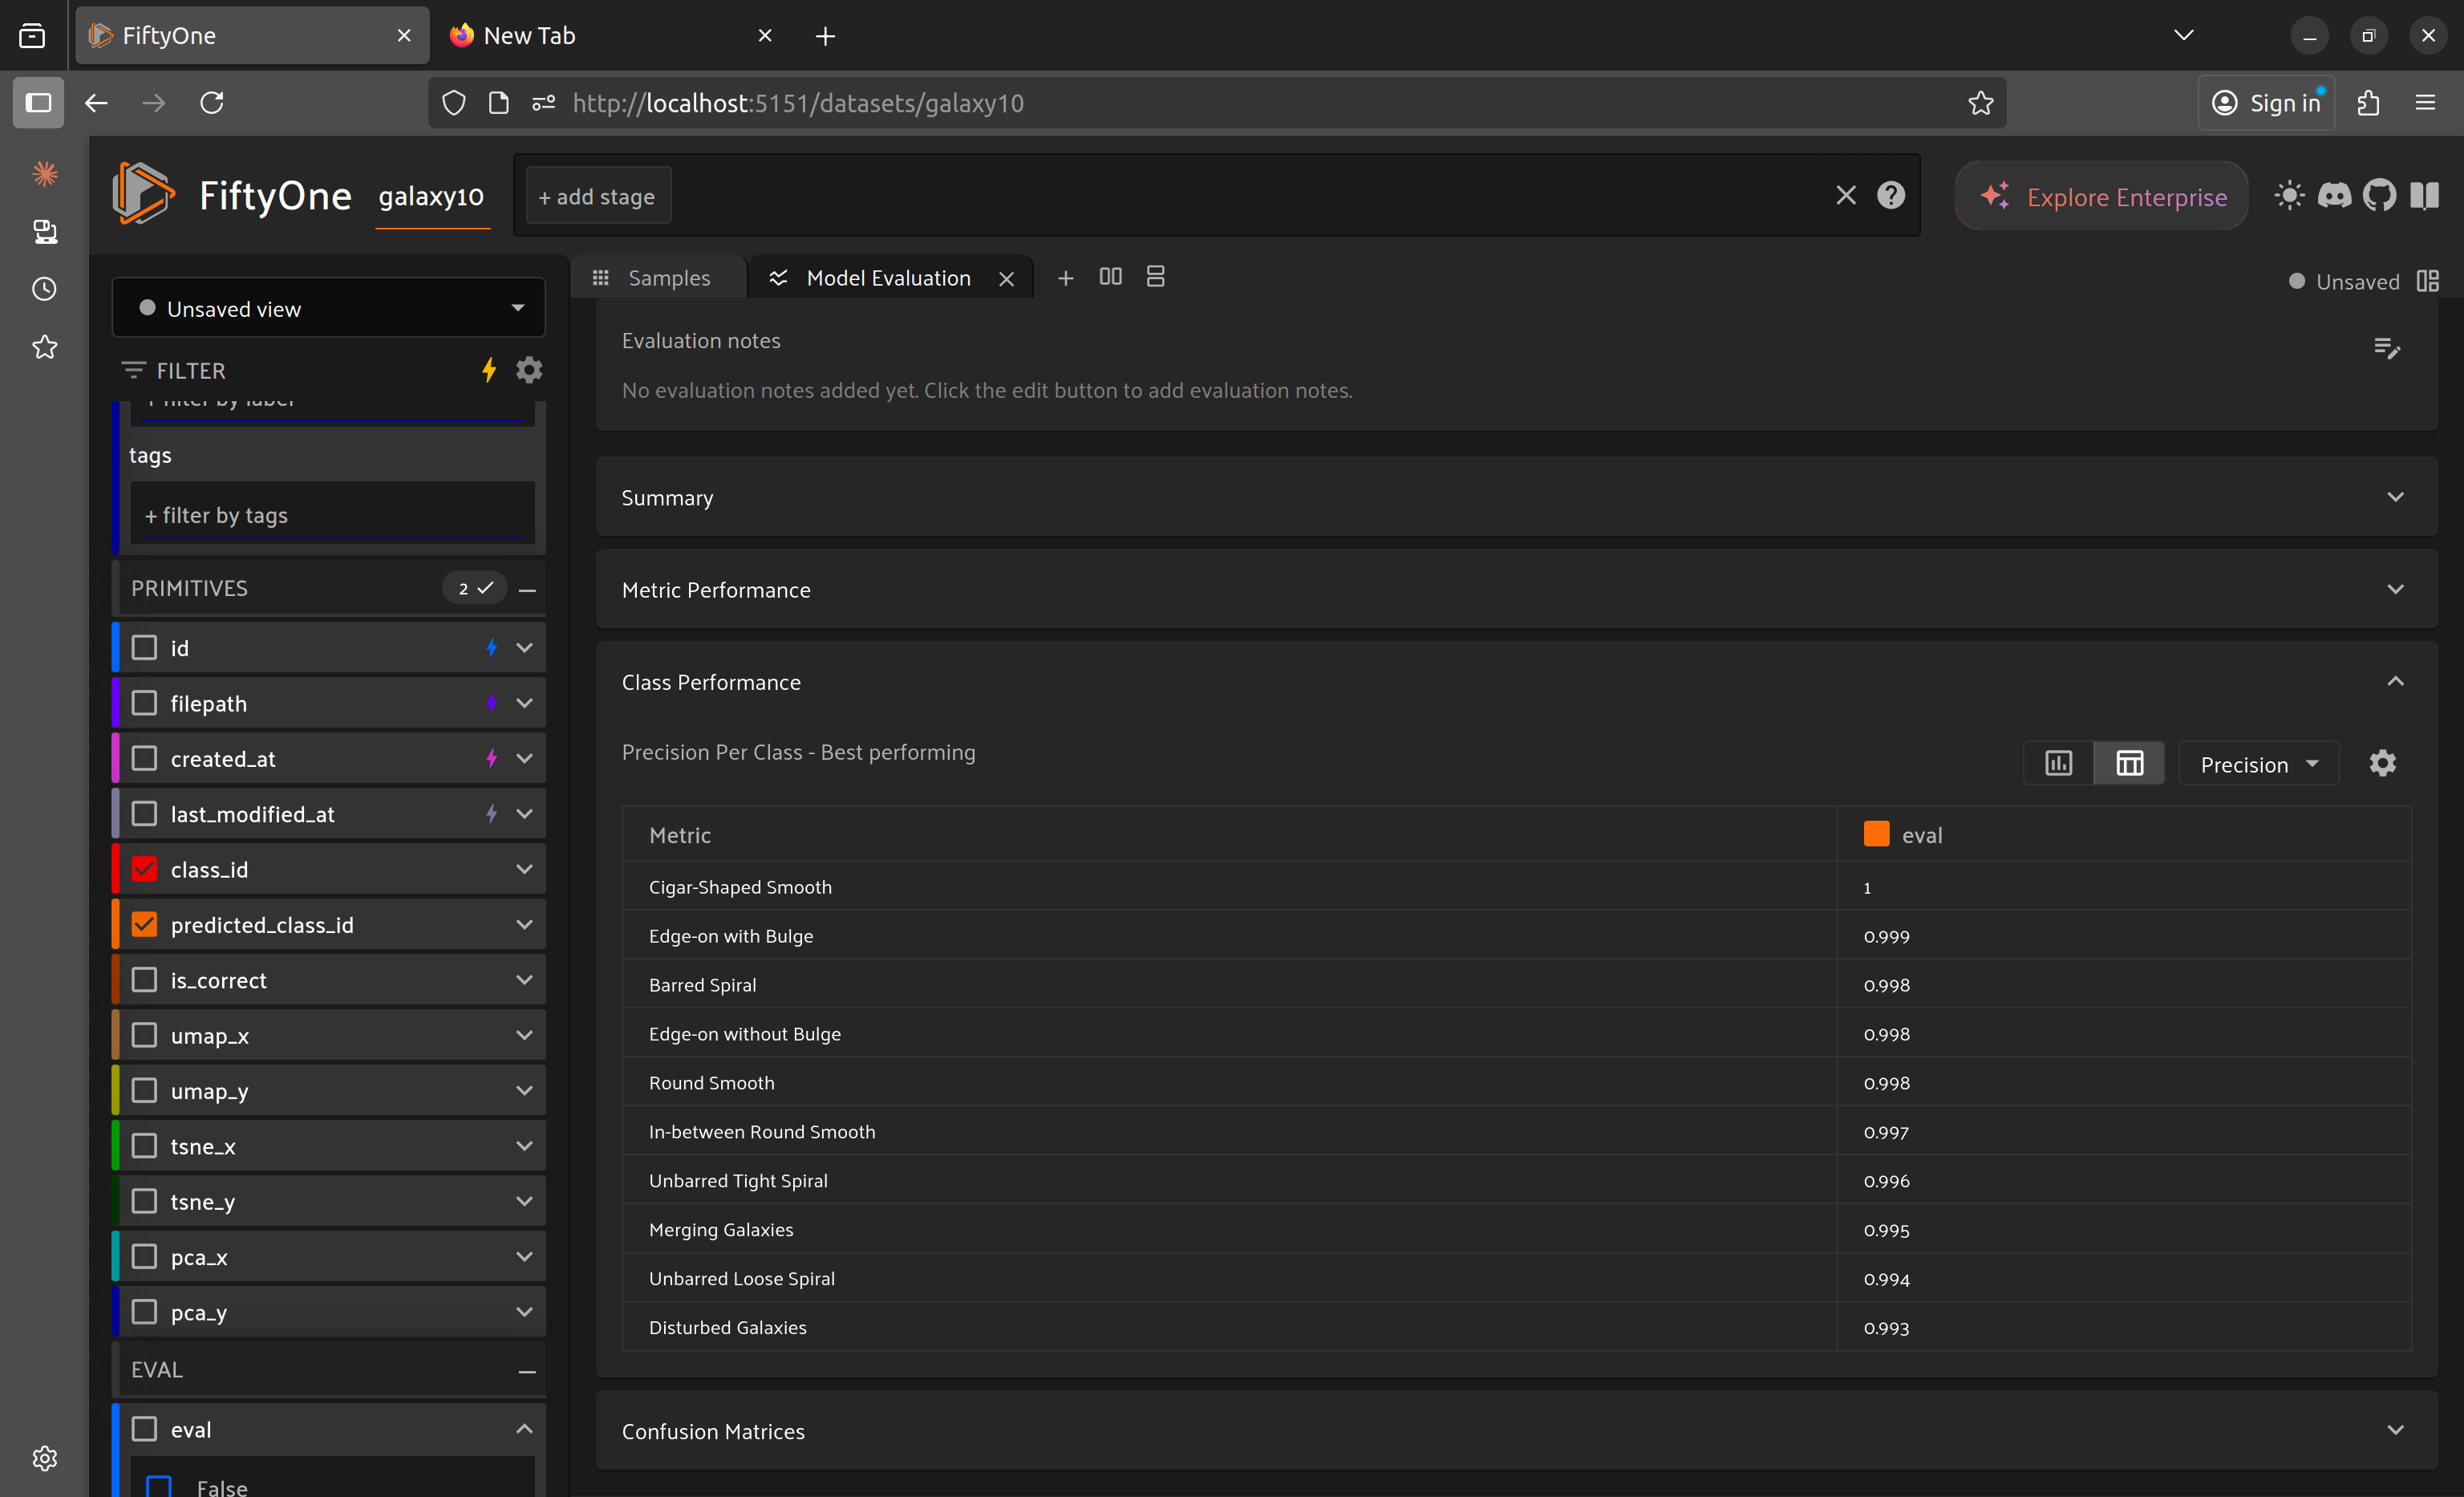 FiftyOne
New Tab
http://localhost:5151/datasets/galaxy10
Sign in
FiftyOne
galaxy10
+ add stage
Explore Enterprise
Unsaved view
Samples
Model Evaluation
Unsaved
FILTER
+ filter by label
tags
+ filter by tags
PRIMITIVES
2
id
filepath
created_at
last_modified_at
class_id
predicted_class_id
is_correct
umap_x
umap_y
tsne_x
tsne_y
pca_x
pca_y
EVAL
eval
False
Evaluation notes
No evaluation notes added yet. Click the edit button to add evaluation notes.
Summary
Metric Performance
Class Performance
Precision Per Class - Best performing
Precision
Metric eval
Cigar-Shaped Smooth 1
Edge-on with Bulge 0.999
Barred Spiral 0.998
Edge-on without Bulge 0.998
Round Smooth 0.998
In-between Round Smooth 0.997
Unbarred Tight Spiral 0.996
Merging Galaxies 0.995
Unbarred Loose Spiral 0.994
Disturbed Galaxies 0.993
Confusion Matrices